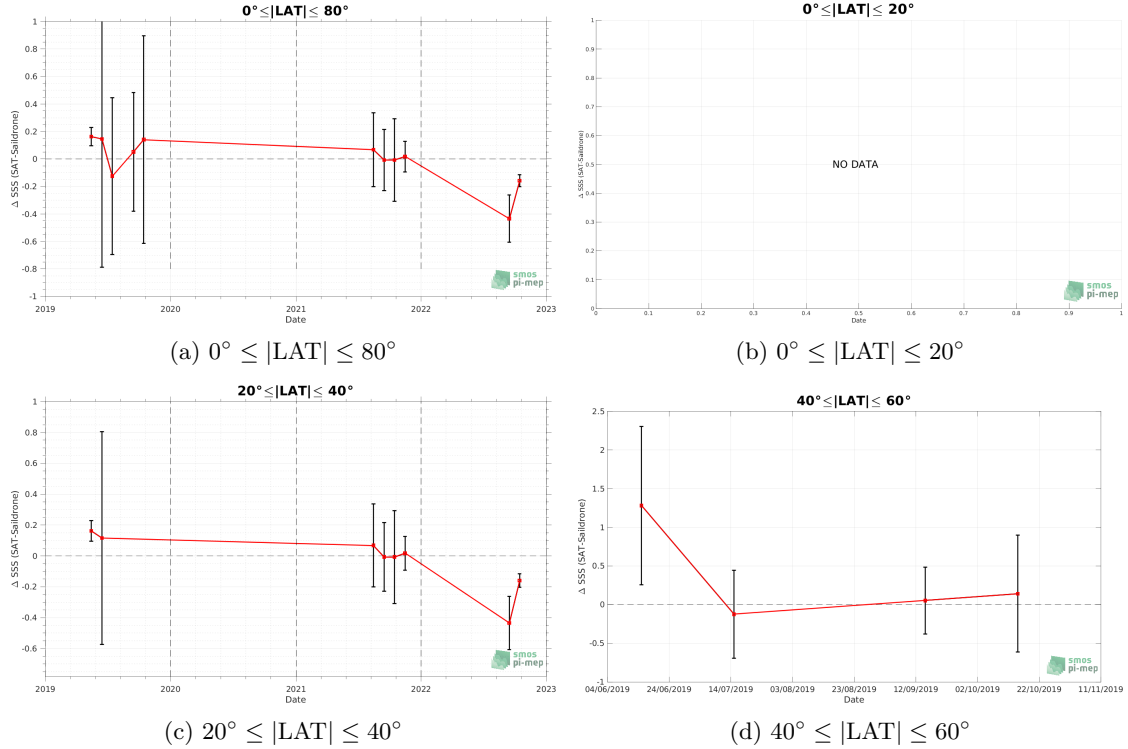 0°≤|LAT|≤ 80°
1
0.8
0.6
0.4
0.2
0
-0.2
-0.4
-0.6
-0.8
-1
Δ SSS (SAT-Saildrone)
2019
2020
2021
2022
2023
Date
smos
pi-mep
(a) 0° ≤ |LAT| ≤ 80°
0°≤|LAT|≤ 20°
1
0.9
0.8
0.7
0.6
0.5
0.4
0.3
0.2
0.1
0
Δ SSS (SAT-Saildrone)
NO DATA
0
0.1
0.2
0.3
0.4
0.5
0.6
0.7
0.8
0.9
1
Date
smos
pi-mep
(b) 0° ≤ |LAT| ≤ 20°
20°≤|LAT|≤ 40°
1
0.8
0.6
0.4
0.2
0
-0.2
-0.4
-0.6
Δ SSS (SAT-Saildrone)
2019
2020
2021
2022
2023
Date
smos
pi-mep
(c) 20° ≤ |LAT| ≤ 40°
40°≤|LAT|≤ 60°
2.5
2
1.5
1
0.5
0
-0.5
-1
Δ SSS (SAT-Saildrone)
04/06/2019
24/06/2019
14/07/2019
03/08/2019
23/08/2019
12/09/2019
02/10/2019
22/10/2019
11/11/2019
Date
smos
pi-mep
(d) 40° ≤ |LAT| ≤ 60°